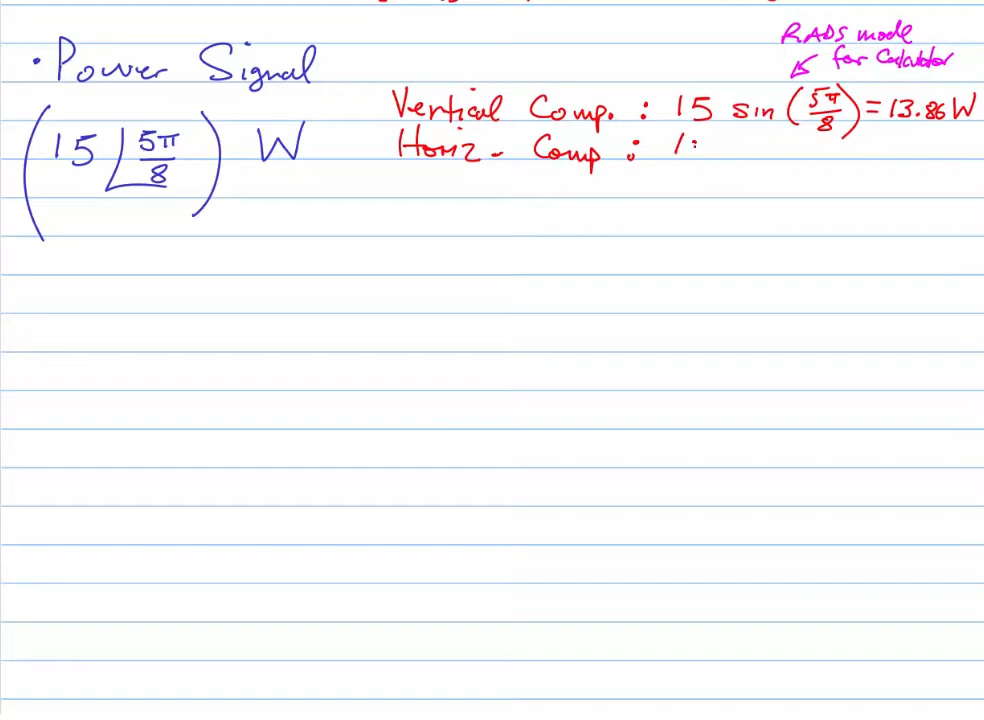 RADS mode
for Calculator
· Power Signal
Vertical Comp. : 15 sin (5π/8) = 13.86 W
(15∠5π/8) W
Horiz - Comp : 1